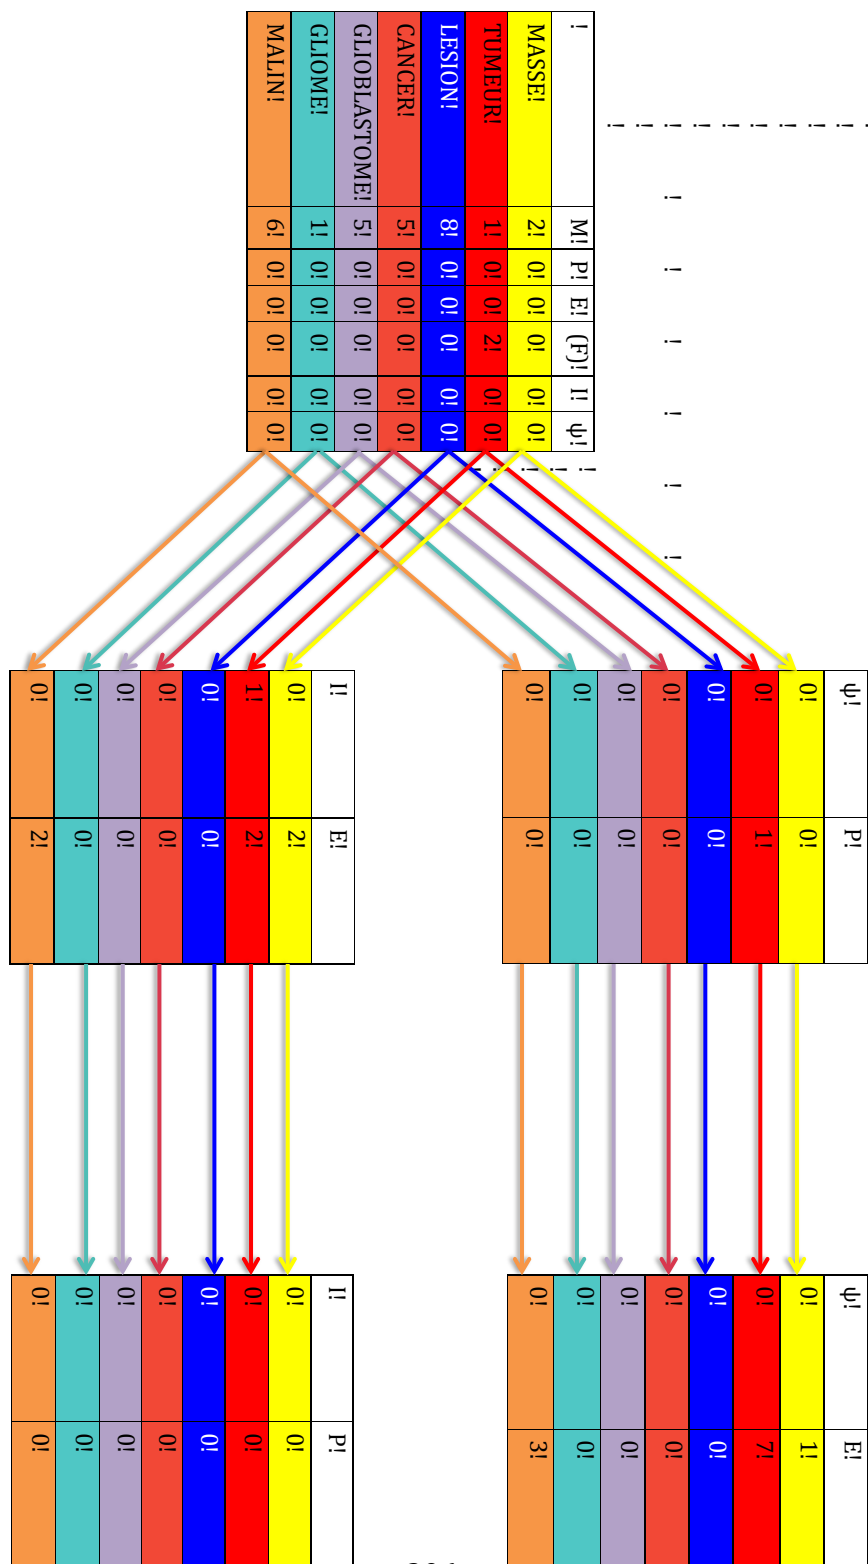 ! M! P! E! (F)! I! ψ!
MASSE! 2! 0! 0! 0! 0! 0!
TUMEUR! 1! 0! 0! 2! 0! 0!
LESION! 8! 0! 0! 0! 0! 0!
CANCER! 5! 0! 0! 0! 0! 0!
GLIOBLASTOME! 5! 0! 0! 0! 0! 0!
GLIOME! 1! 0! 0! 0! 0! 0!
MALIN! 6! 0! 0! 0! 0! 0!
ψ! P!
0! 0!
0! 1!
0! 0!
0! 0!
0! 0!
0! 0!
0! 0!
ψ! E!
0! 1!
0! 7!
0! 0!
0! 0!
0! 0!
0! 0!
0! 3!
I! E!
0! 2!
1! 2!
0! 0!
0! 0!
0! 0!
0! 0!
0! 2!
I! P!
0! 0!
0! 0!
0! 0!
0! 0!
0! 0!
0! 0!
0! 0!